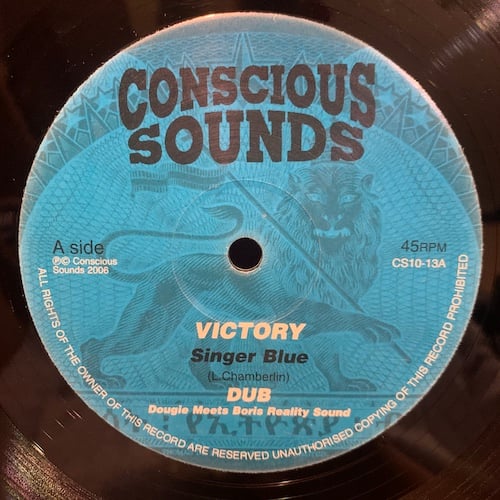 CONSCIOUS
SOUNDS
A side
℗© Conscious
Sounds 2006
45RPM
CS10-13A
VICTORY
Singer Blue
(L.Chamberlin)
DUB
Dougie Meets Boris Reality Sound
ALL RIGHTS OF THE OWNER OF THIS RECORD ARE RESERVED UNAUTHORISED COPYING OF THIS RECORD PROHIBITED